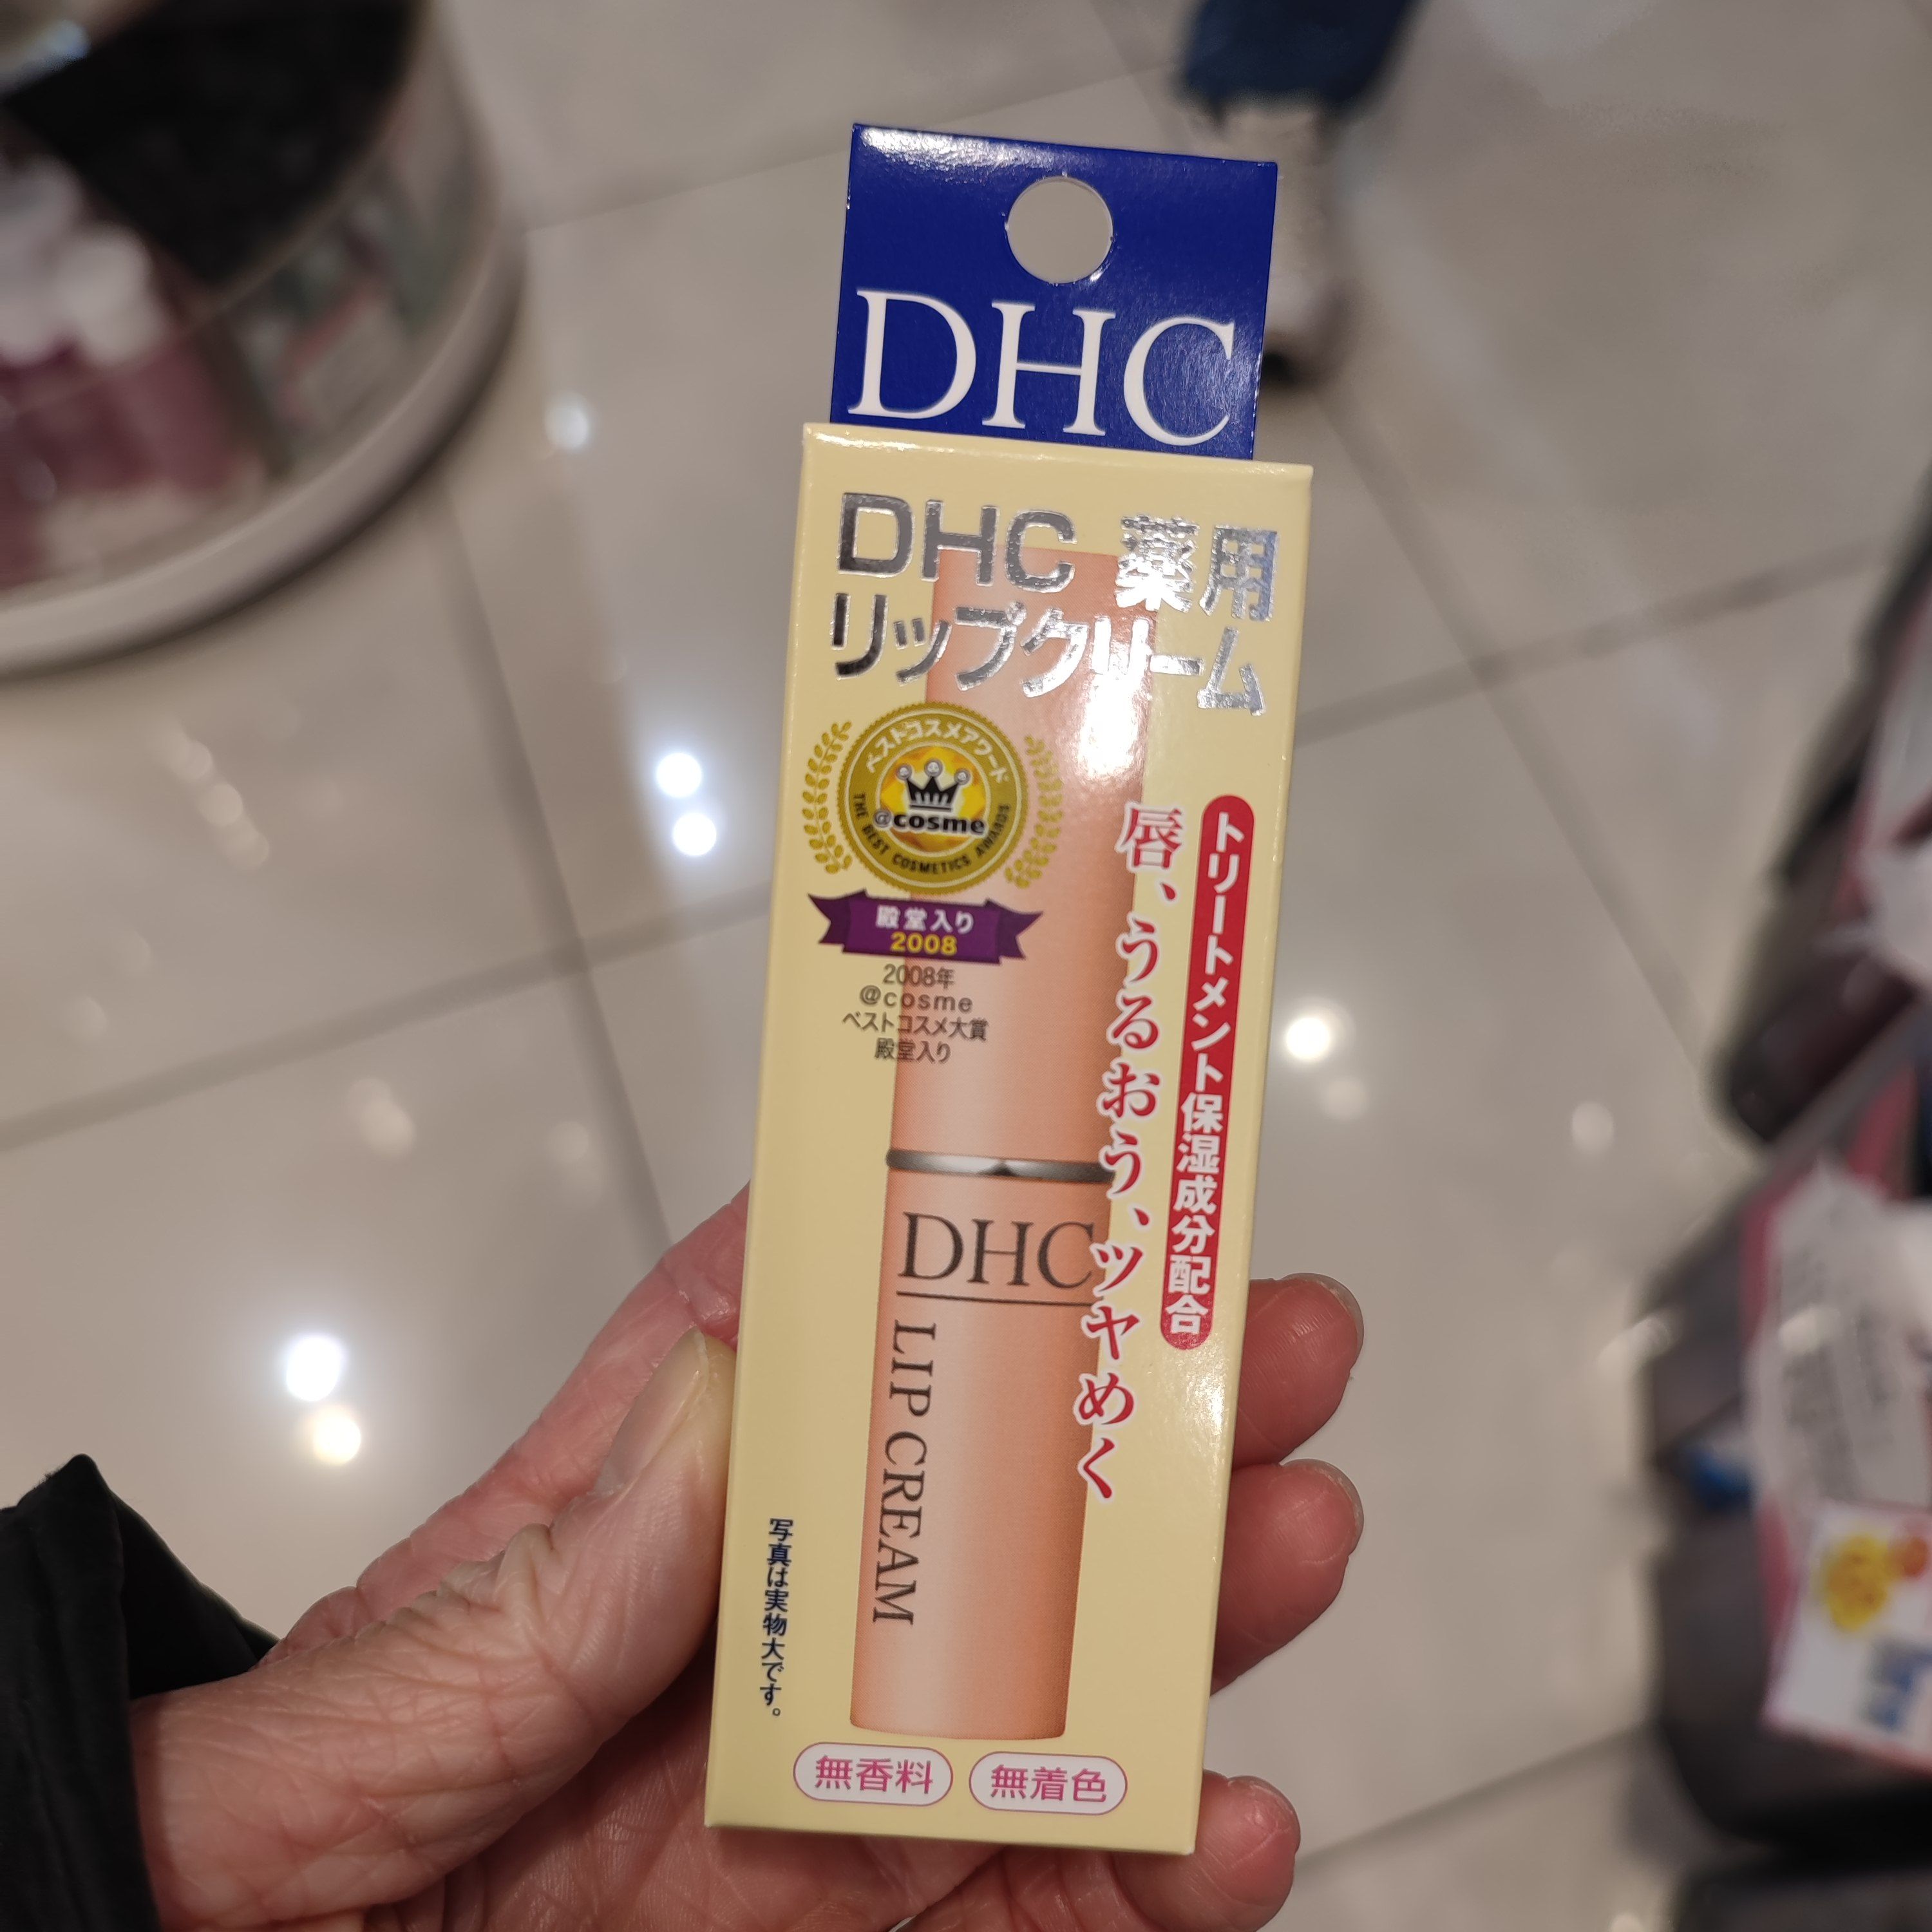 DHC
DHC 薬用
リップクリーム
ベストコスメアワード
@cosme
THE BEST COSMETICS AWARDS
殿堂入り
2008
2008年
@cosme
ベストコスメ大賞
殿堂入り
トリートメント保湿成分配合
唇、うるおう、ツヤめく
DHC
LIP CREAM
写真は実物大です。
無香料
無着色